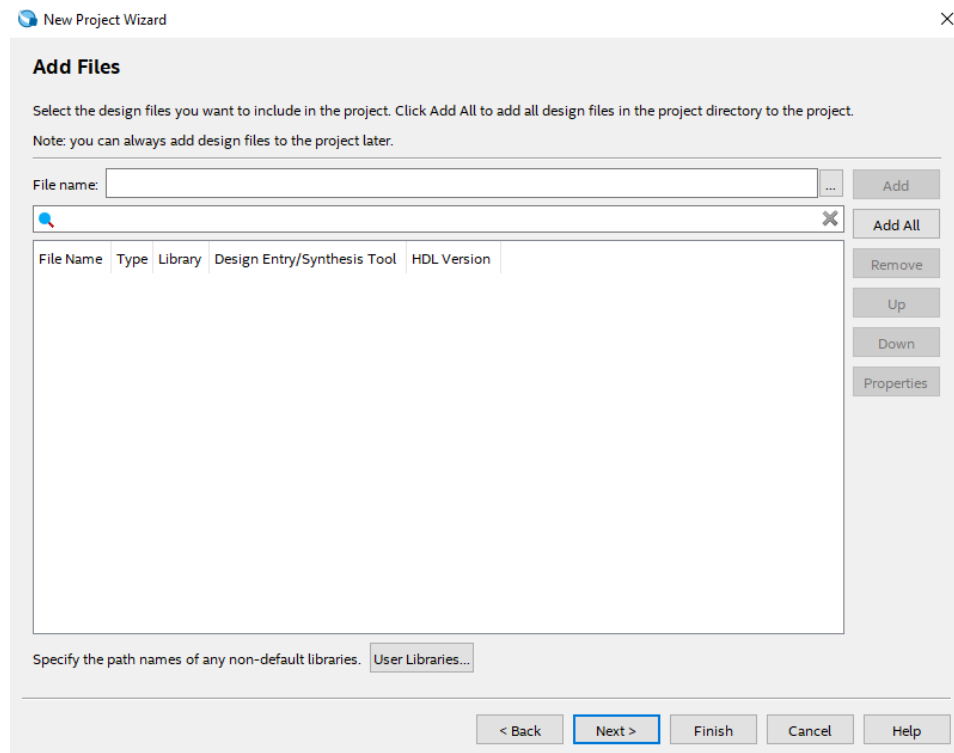 New Project Wizard
Add Files
Select the design files you want to include in the project. Click Add All to add all design files in the project directory to the project.
Note: you can always add design files to the project later.
File name: ... Add
Add All
File Name Type Library Design Entry/Synthesis Tool HDL Version
Remove
Up
Down
Properties
Specify the path names of any non-default libraries. User Libraries...
< Back Next > Finish Cancel Help